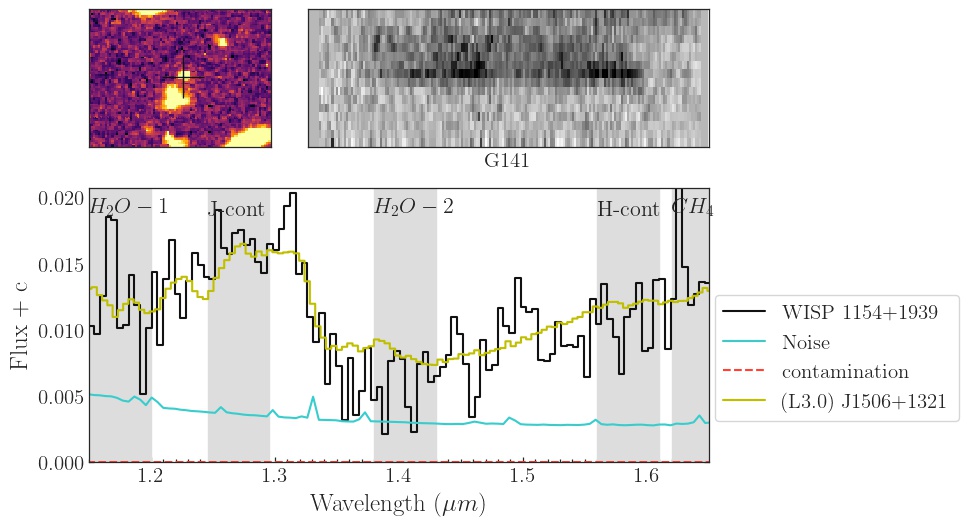 G141
H2O − 1
J-cont
H2O − 2
H-cont
CH4
0.020
0.015
0.010
0.005
0.000
Flux + c
1.2
1.3
1.4
1.5
1.6
Wavelength (μm)
WISP 1154+1939
Noise
contamination
(L3.0) J1506+1321